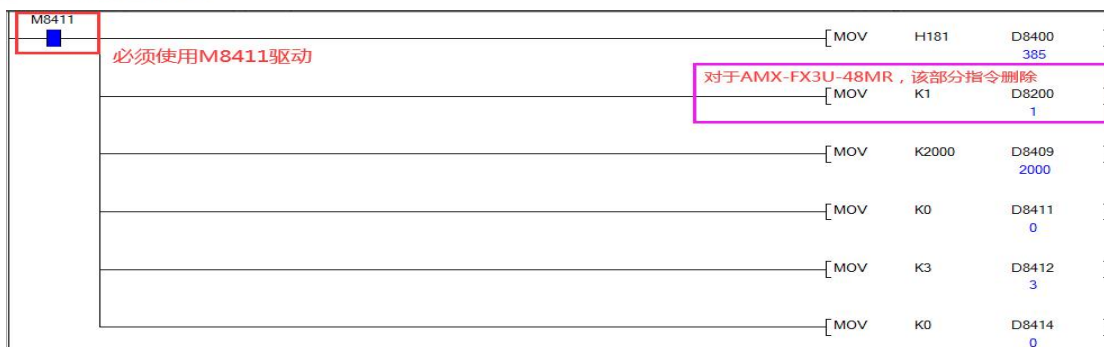 M8411
MOV H181 D8400
385
必须使用M8411驱动
对于AMX-FX3U-48MR，该部分指令删除
MOV K1 D8200
1
MOV K2000 D8409
2000
MOV K0 D8411
0
MOV K3 D8412
3
MOV K0 D8414
0